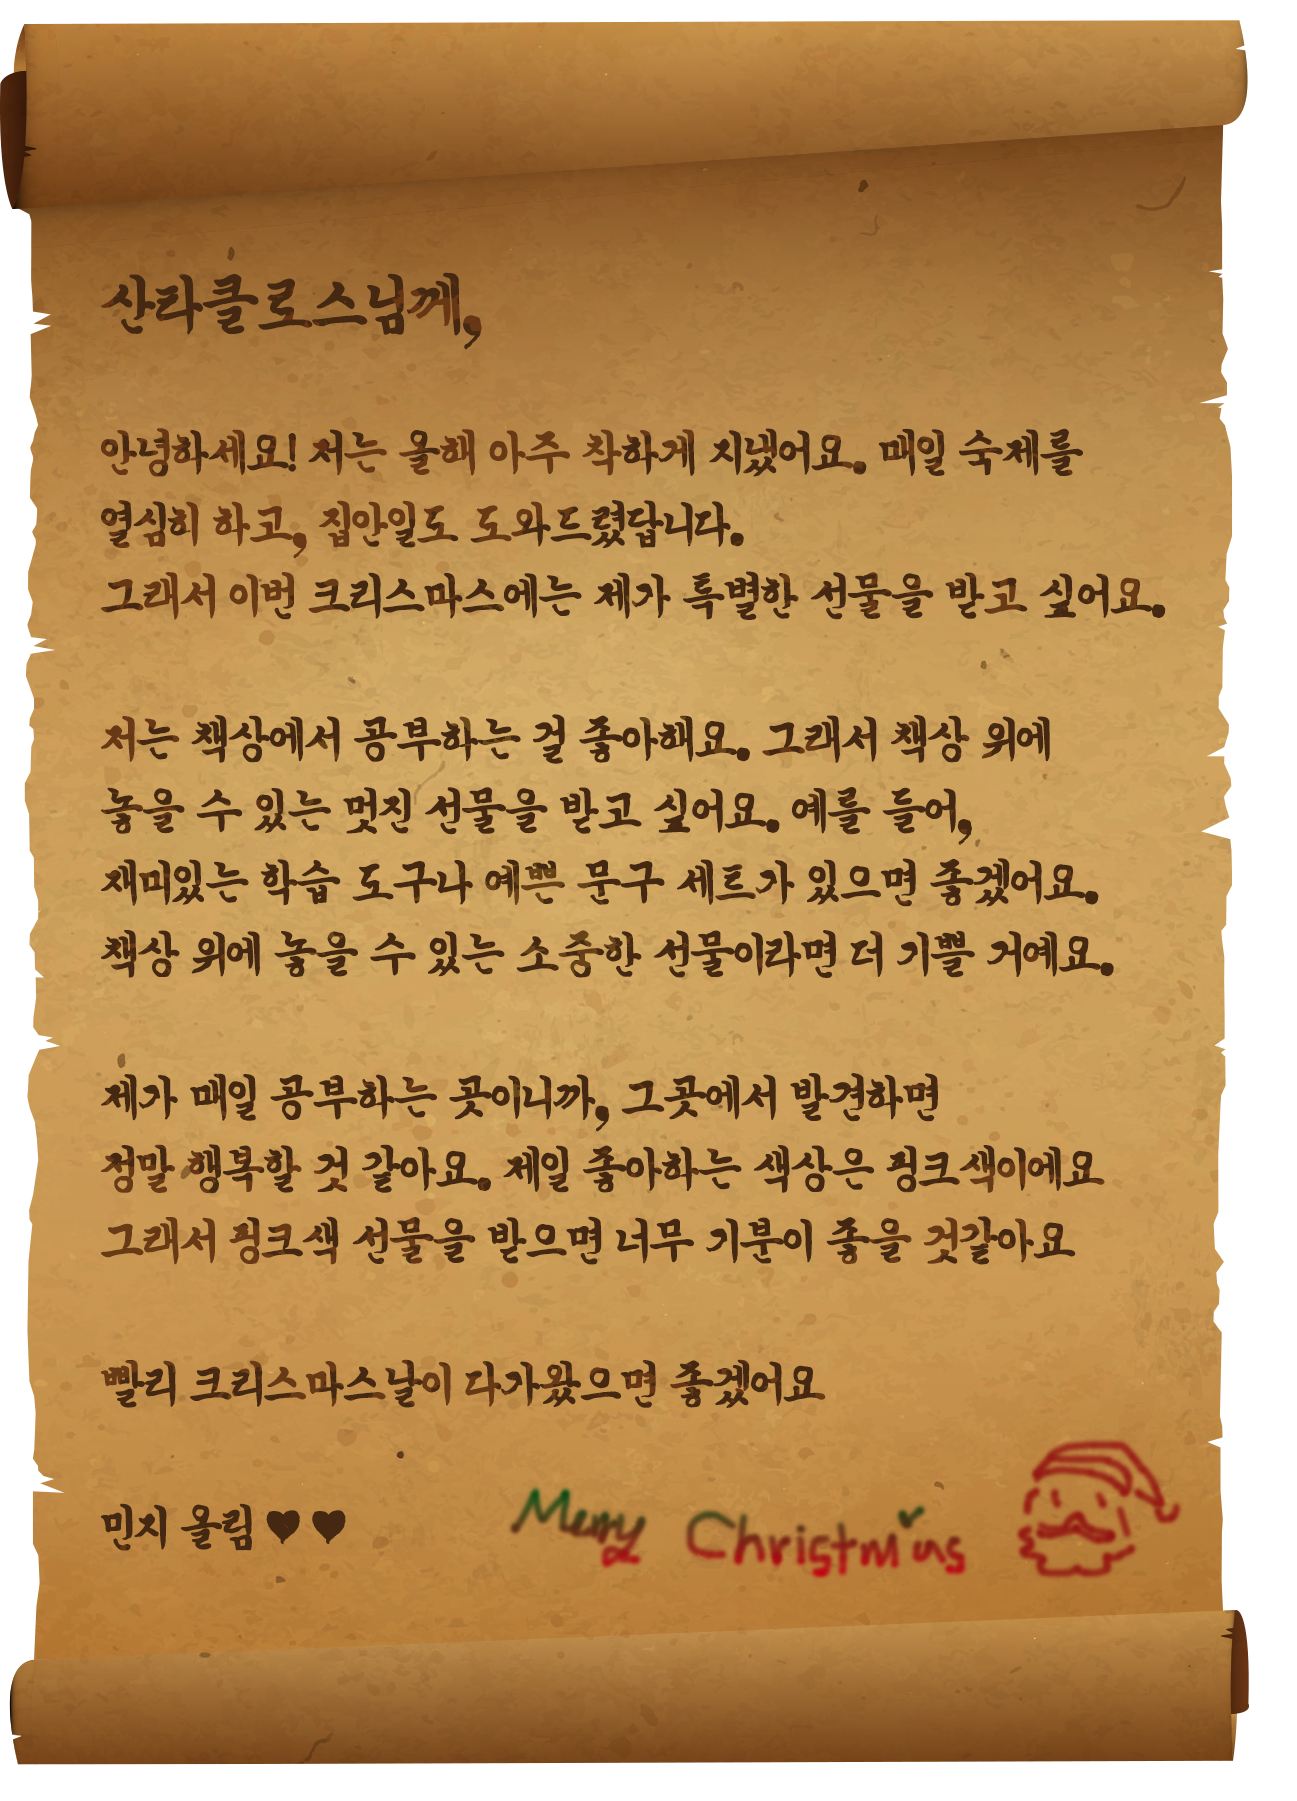 산타클로스님께,
안녕하세요! 저는 올해 아주 착하게 지냈어요. 매일 숙제를
열심히 하고, 집안일도 도와드렸답니다.
그래서 이번 크리스마스에는 제가 특별한 선물을 받고 싶어요.
저는 책상에서 공부하는 걸 좋아해요. 그래서 책상 위에
놓을 수 있는 멋진 선물을 받고 싶어요. 예를 들어,
재미있는 학습 도구나 예쁜 문구 세트가 있으면 좋겠어요.
책상 위에 놓을 수 있는 소중한 선물이라면 더 기쁠 거예요.
제가 매일 공부하는 곳이니까, 그곳에서 발견하면
정말 행복할 것 같아요. 제일 좋아하는 색상은 핑크색이에요
그래서 핑크색 선물을 받으면 너무 기분이 좋을 것같아요
빨리 크리스마스날이 다가왔으면 좋겠어요
민지 올림 ♥ ♥
Merry Christmas